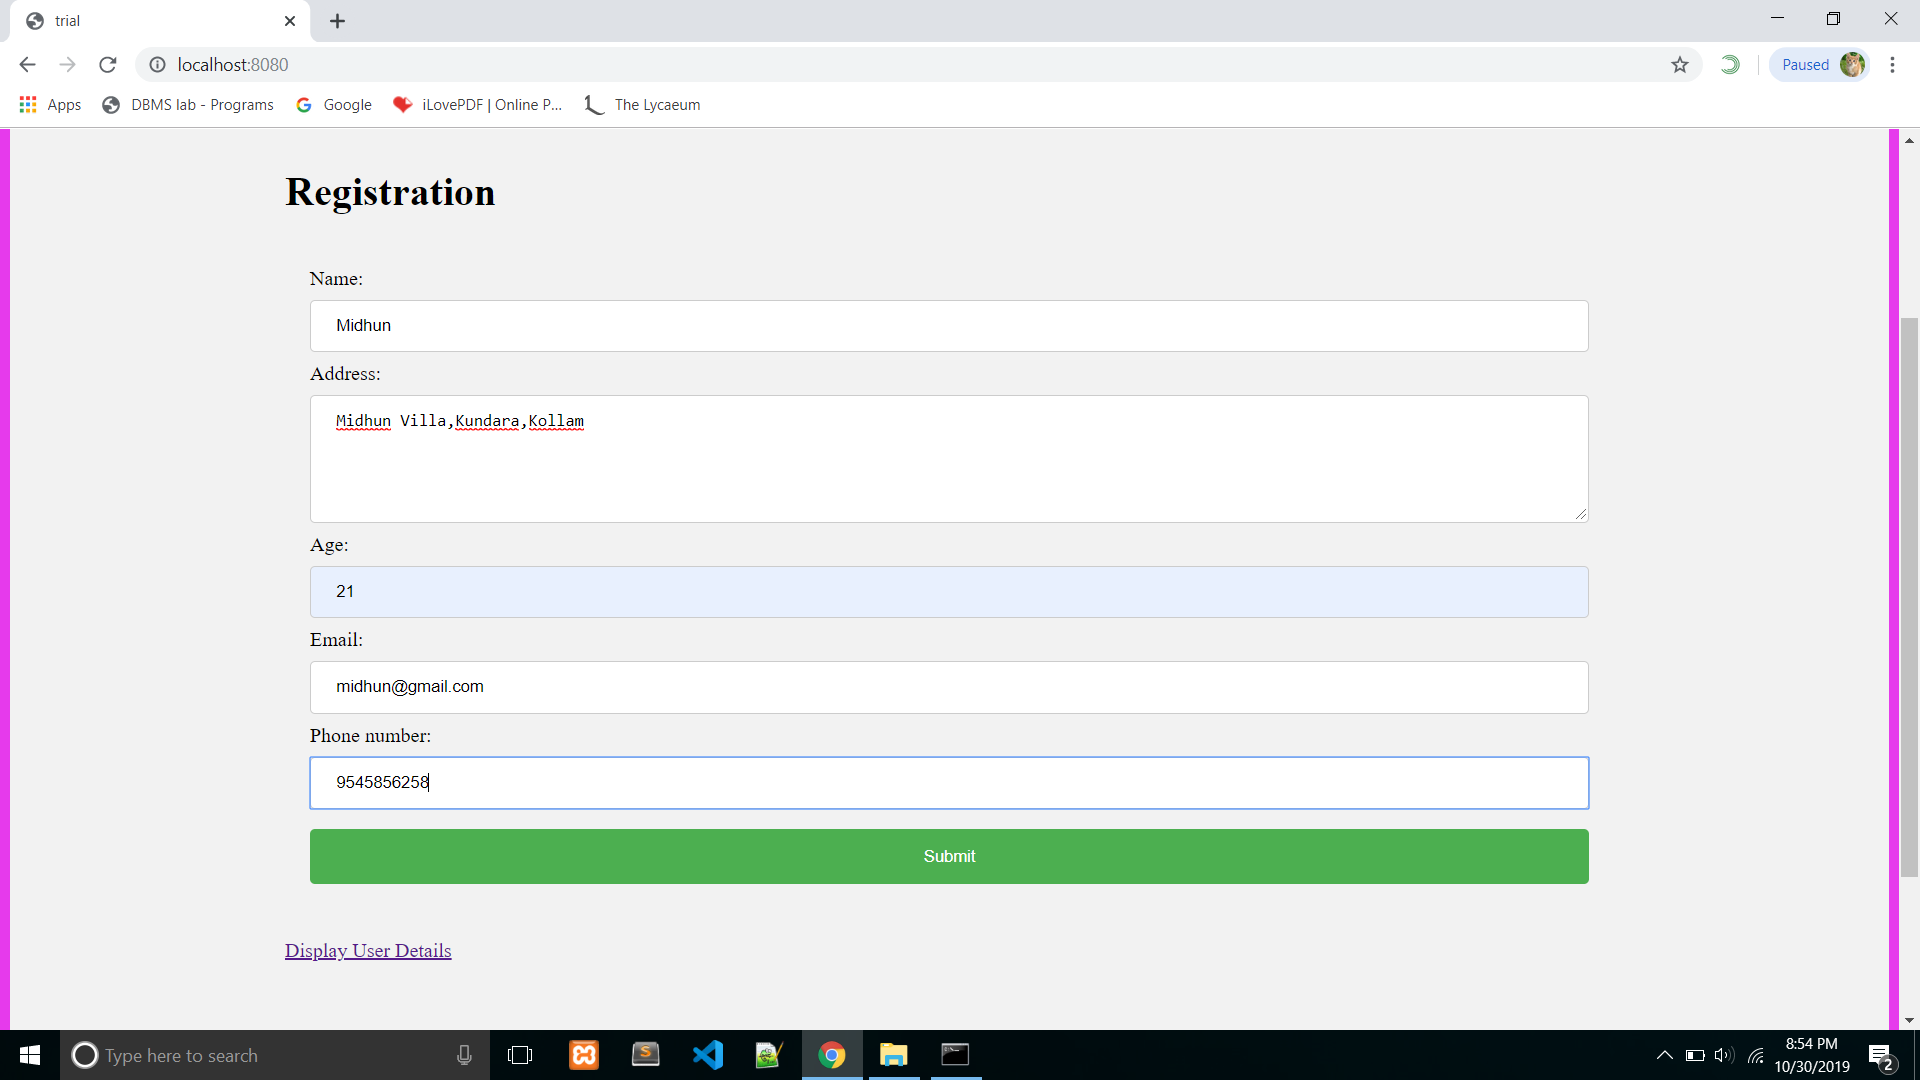 trial
localhost:8080
Paused
Apps
DBMS lab - Programs
Google
iLovePDF | Online P...
The Lycaeum
Registration
Name:
Midhun
Address:
Midhun Villa,Kundara,Kollam
Age:
21
Email:
midhun@gmail.com
Phone number:
9545856258
Submit
Display User Details
Type here to search
8:54 PM
10/30/2019
2